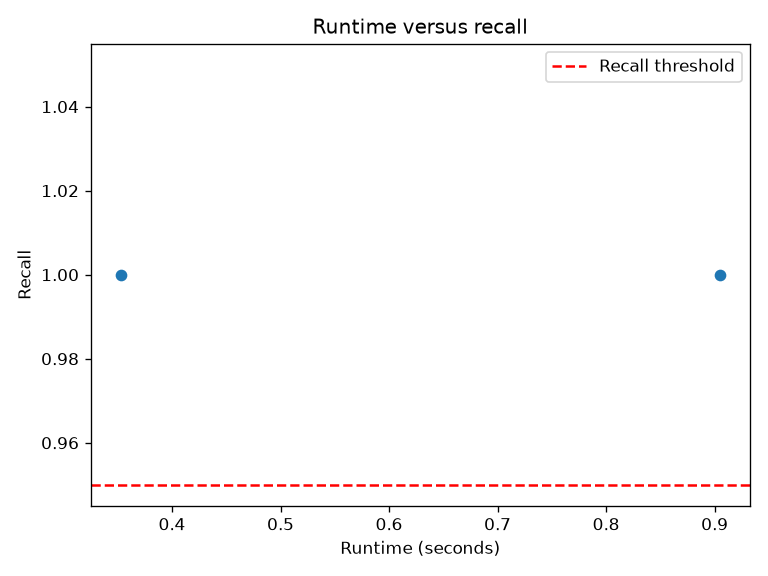 Runtime versus recall
Recall threshold
1.04
1.02
1.00
0.98
0.96
Recall
0.4 0.5 0.6 0.7 0.8 0.9
Runtime (seconds)